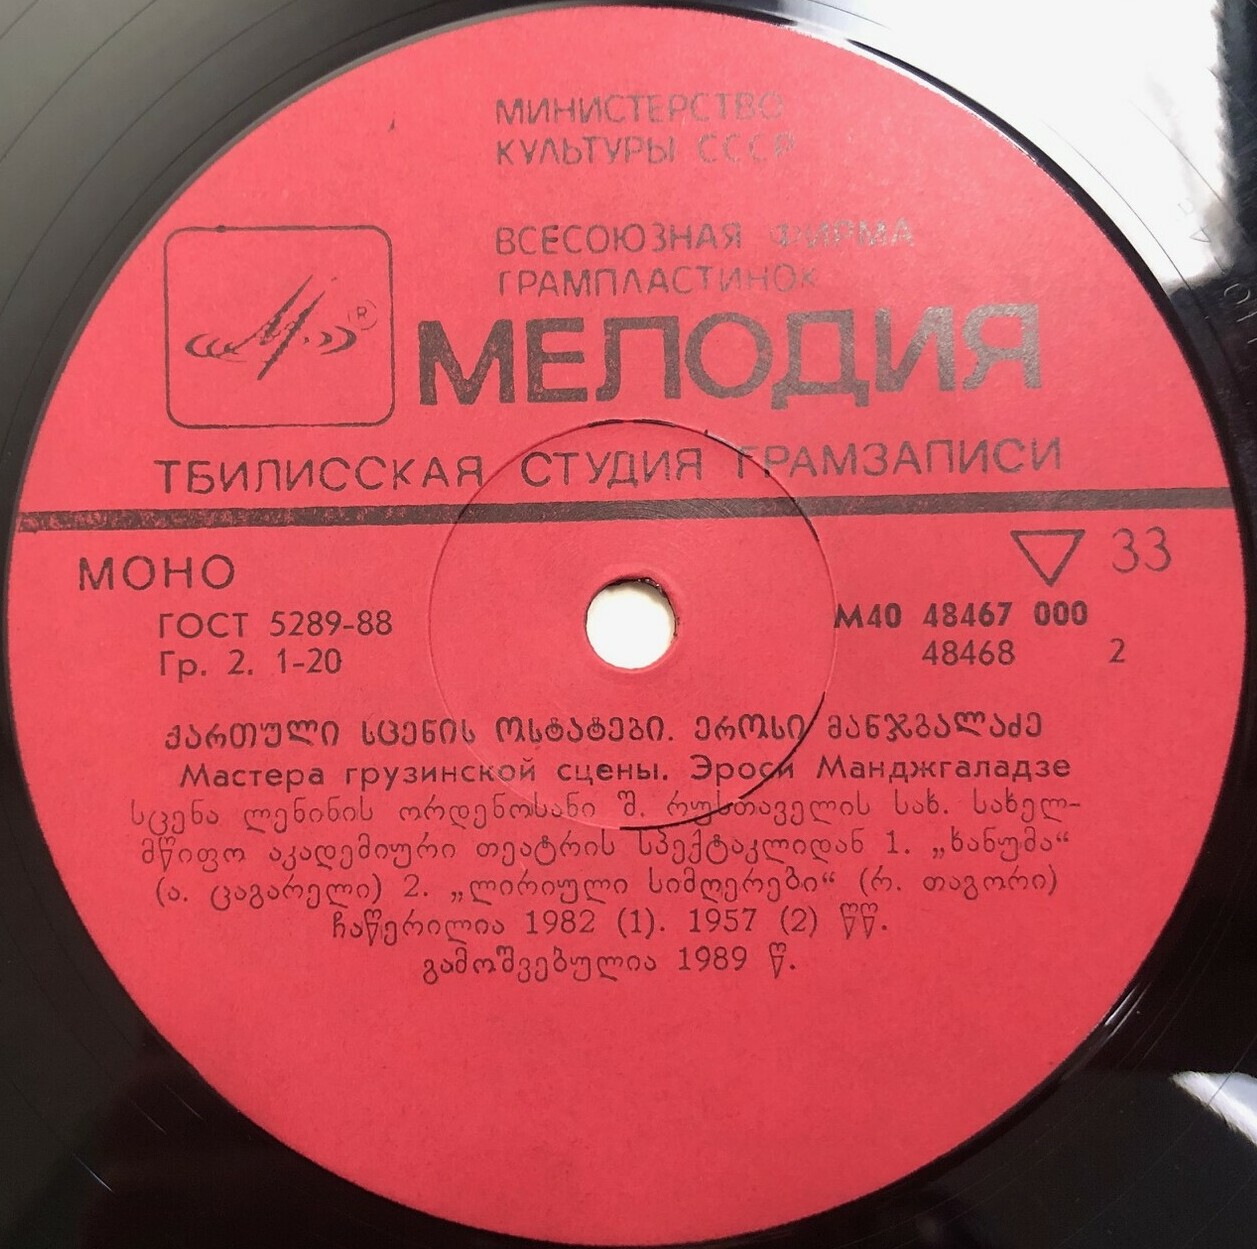 МИНИСТЕРСТВО
КУЛЬТУРЫ СССР
ВСЕСОЮЗНАЯ ФИРМА
ГРАМПЛАСТИНОК
®
МЕЛОДИЯ
ТБИЛИССКАЯ СТУДИЯ ГРАМЗАПИСИ
МОНО
33
ГОСТ 5289-88
М40 48467 000
Гр. 2. 1-20
48468 2
ქართული სცენის ოსტატები. ეროსი მანჯგალაძე
Мастера грузинской сцены. Эроси Манджгаладзе
სცენა ლენინის ორდენოსანი შ. რუსთაველის სახ. სახელ-
მწიფო აკადემიური თეატრის სპექტაკლიდან 1. „ხანუმა“
(ა. ცაგარელი) 2. „ლირიული სიმღერები“ (რ. თაგორი)
ჩაწერილია 1982 (1). 1957 (2) წწ.
გამოშვებულია 1989 წ.